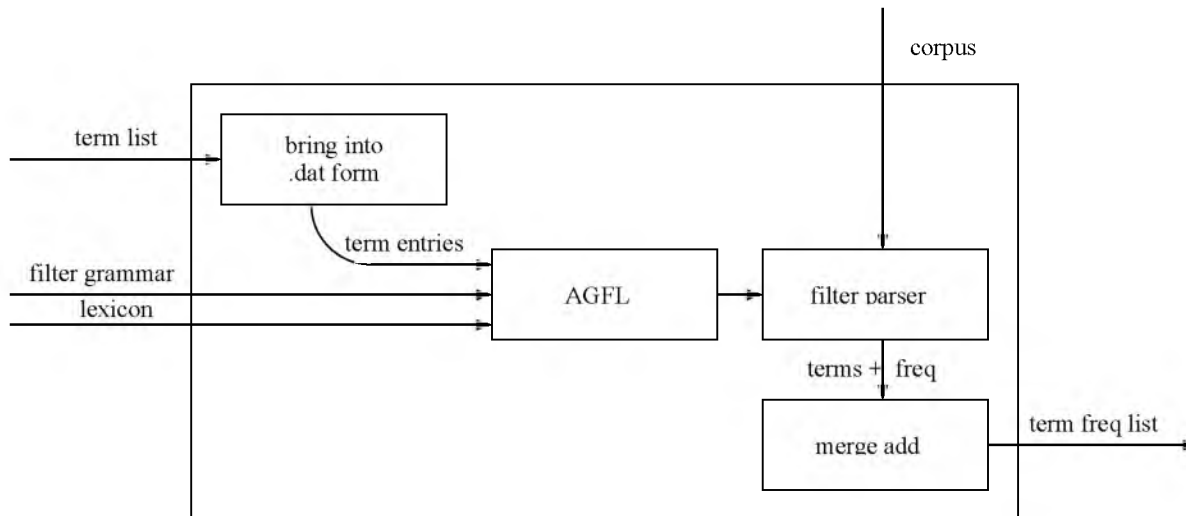 corpus
term list
bring into
.dat form
term entries
filter grammar
lexicon
AGFL
filter parser
terms + freq
merge add
term freq list